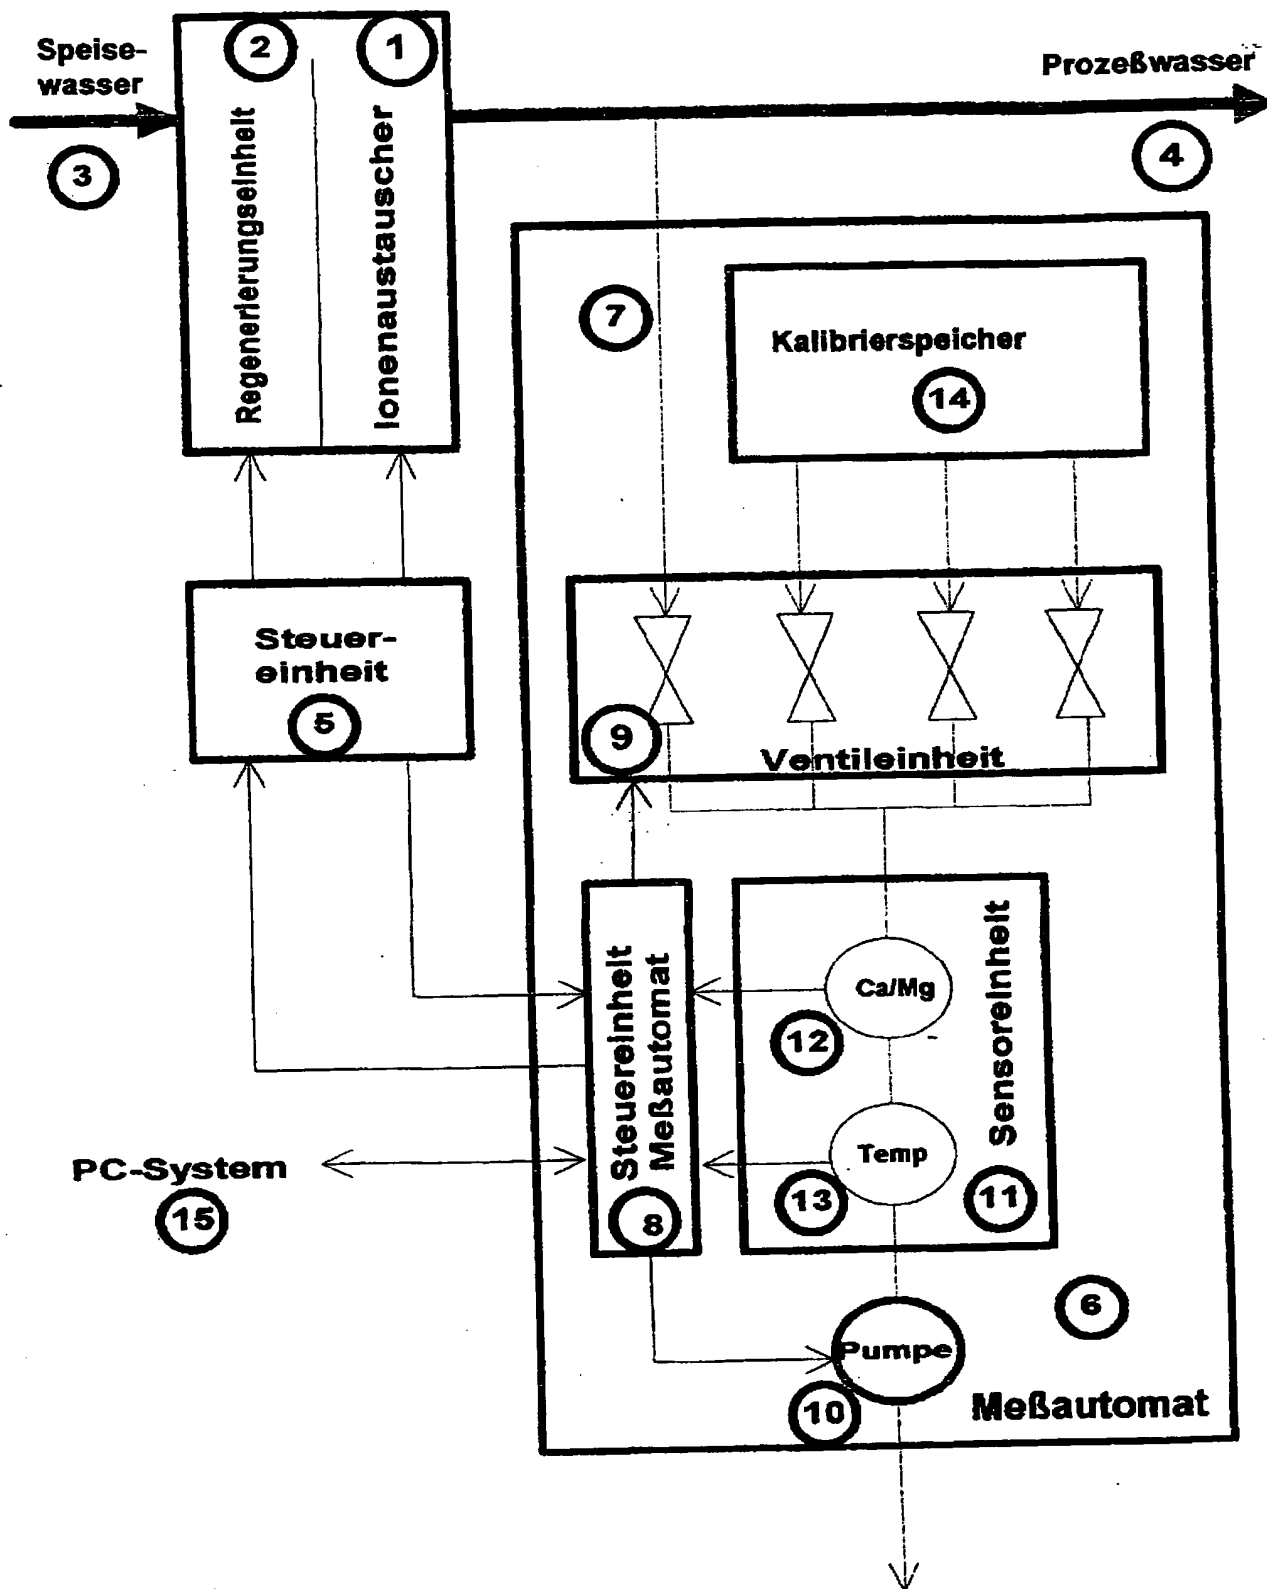 Speise-
wasser
3
2
1
Regenerierungseinheit
Ionenaustauscher
Prozeßwasser
4
7
Kalibrierspeicher
14
Steuer-
einheit
5
9
Ventileinheit
Steuereinheit
Meßautomat
8
Ca/Mg
12
Temp
13
Sensoreinheit
11
PC-System
15
6
Pumpe
10
Meßautomat